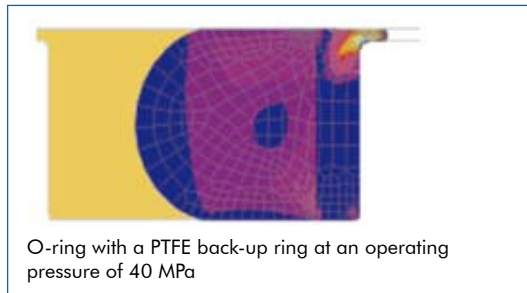 O-ring with a PTFE back-up ring at an operating
pressure of 40 MPa